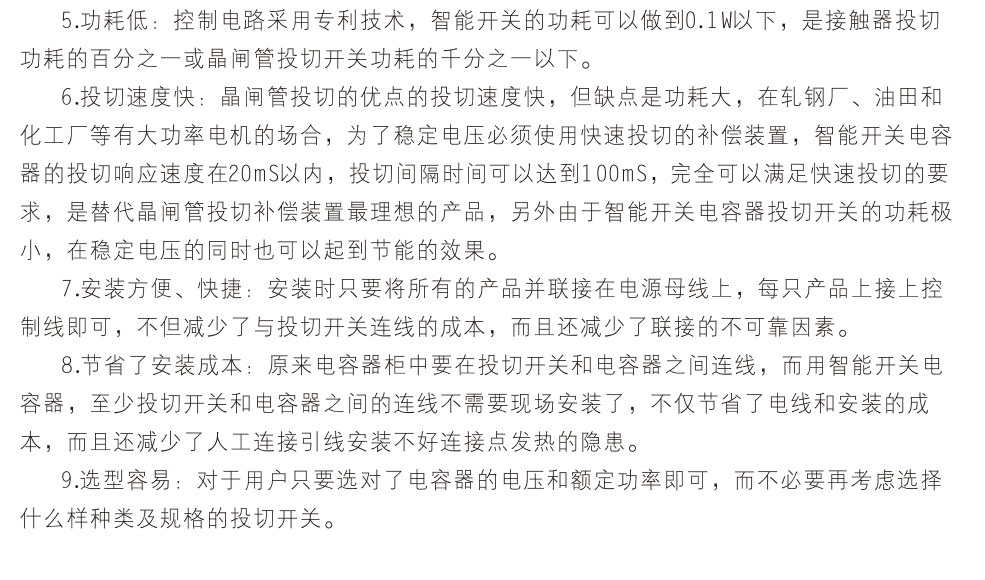 5.功耗低：控制电路采用专利技术，智能开关的功耗可以做到0.1W以下，是接触器投切
功耗的百分之一或晶闸管投切开关功耗的千分之一以下。
6.投切速度快：晶闸管投切的优点的投切速度快，但缺点是功耗大，在轧钢厂、油田和
化工厂等有大功率电机的场合，为了稳定电压必须使用快速投切的补偿装置，智能开关电容
器的投切响应速度在20mS以内，投切间隔时间可以达到100mS，完全可以满足快速投切的要
求，是替代晶闸管投切补偿装置最理想的产品，另外由于智能开关电容器投切开关的功耗极
小，在稳定电压的同时也可以起到节能的效果。
7.安装方便、快捷：安装时只要将所有的产品并联接在电源母线上，每只产品上接上控
制线即可，不但减少了与投切开关连线的成本，而且还减少了联接的不可靠因素。
8.节省了安装成本：原来电容器柜中要在投切开关和电容器之间连线，而用智能开关电
容器，至少投切开关和电容器之间的连线不需要现场安装了，不仅节省了电线和安装的成
本，而且还减少了人工连接引线安装不好连接点发热的隐患。
9.选型容易：对于用户只要选对了电容器的电压和额定功率即可，而不必要再考虑选择
什么样种类及规格的投切开关。